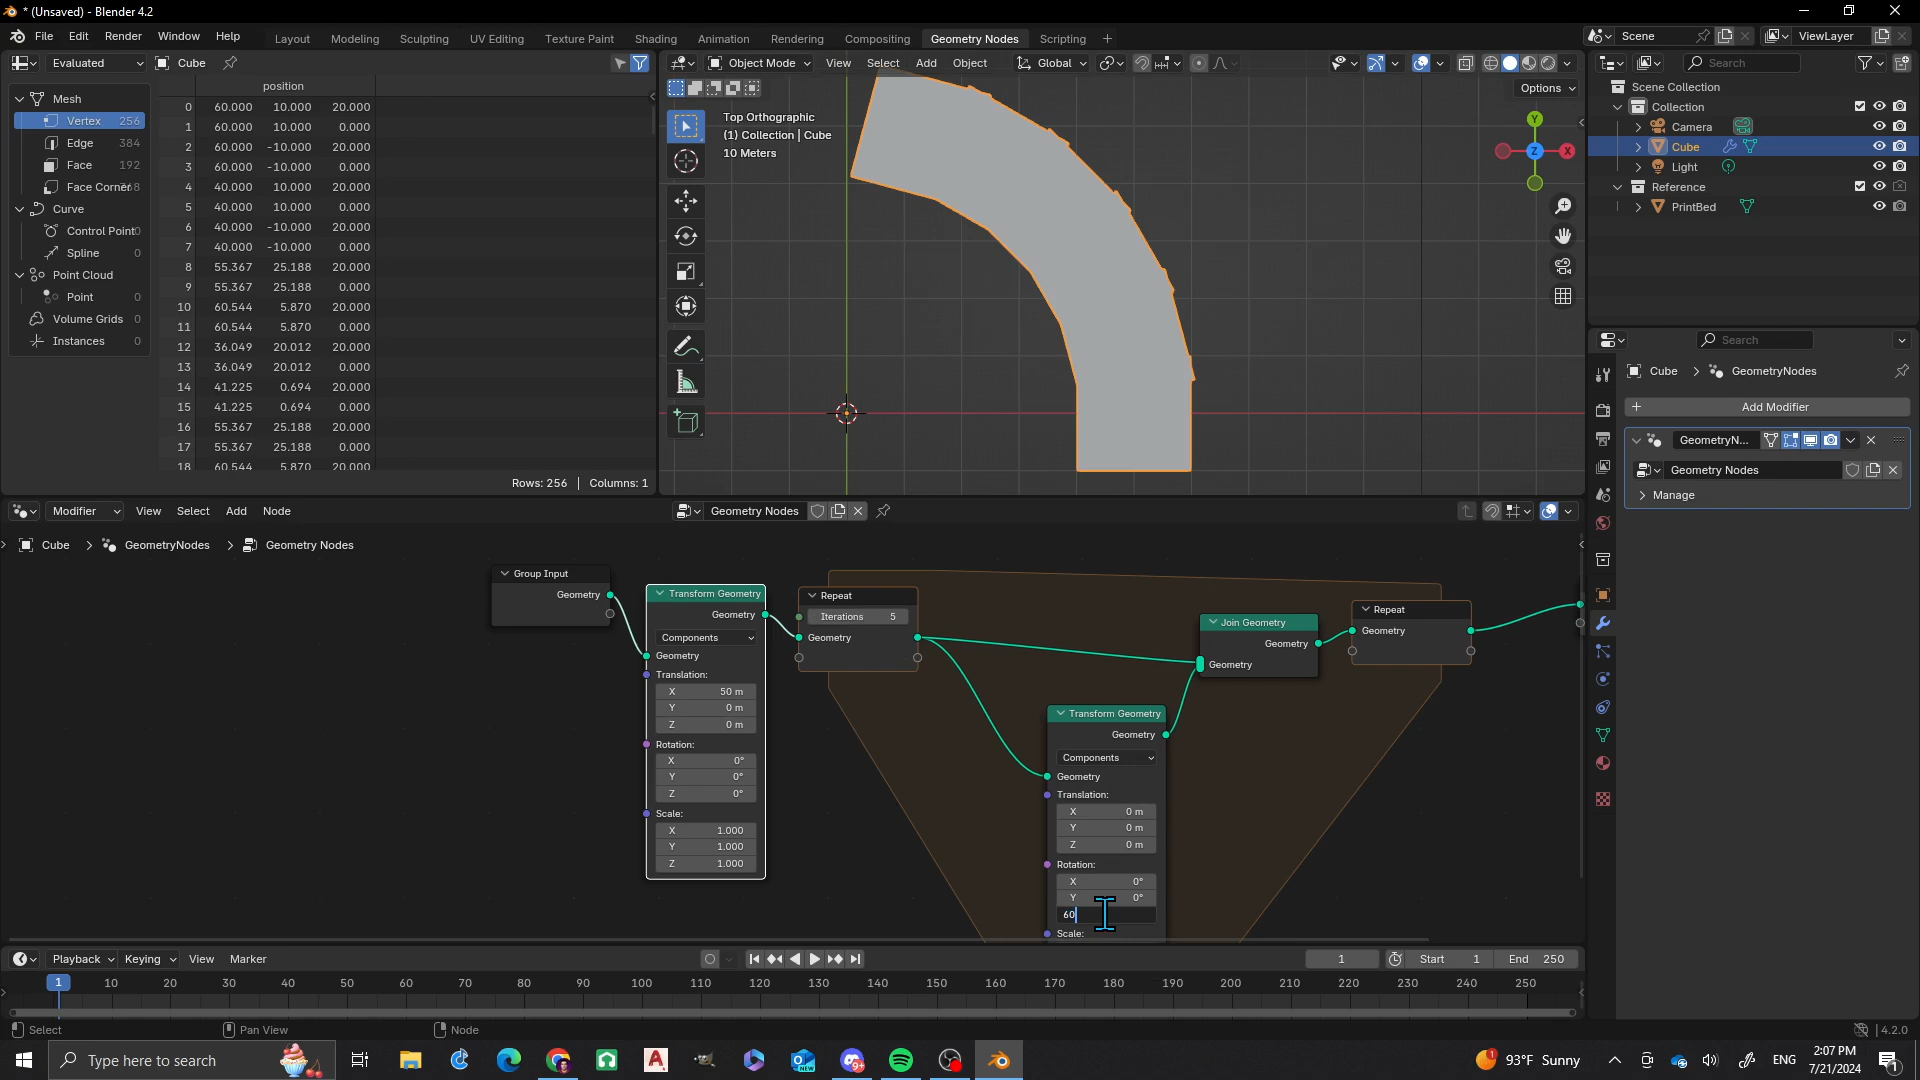 * (Unsaved) - Blender 4.2
File Edit Render Window Help
Layout Modeling Sculpting UV Editing Texture Paint Shading Animation Rendering Compositing Geometry Nodes Scripting
Scene
ViewLayer
Evaluated
Cube
Object Mode View Select Add Object
Global
Search
Options
Mesh
Vertex 256
Edge 384
Face 192
Curve
Control Point 0
Spline 0
Point Cloud
Point 0
Volume Grids 0
Instances 0
position
0 60.000 10.000 20.000
1 60.000 10.000 0.000
2 60.000 -10.000 20.000
3 60.000 -10.000 0.000
4 40.000 10.000 20.000
5 40.000 10.000 0.000
6 40.000 -10.000 20.000
7 40.000 -10.000 0.000
8 55.367 25.188 20.000
9 55.367 25.188 0.000
10 60.544 5.870 20.000
11 60.544 5.870 0.000
12 36.049 20.012 20.000
13 36.049 20.012 0.000
14 41.225 0.694 20.000
15 41.225 0.694 0.000
16 55.367 25.188 20.000
17 55.367 25.188 0.000
18 60.544 5.870 20.000
Rows: 256 | Columns: 1
Top Orthographic
(1) Collection | Cube
10 Meters
Y
Z
X
Scene Collection
Collection
Camera
Cube
Light
Reference
PrintBed
Search
Cube > GeometryNodes
Add Modifier
GeometryN...
Geometry Nodes
Manage
Modifier View Select Add Node
Geometry Nodes
Cube > GeometryNodes > Geometry Nodes
Group Input
Geometry
Transform Geometry
Geometry
Components
Geometry
Translation:
X 50 m
Y 0 m
Z 0 m
Rotation:
X 0°
Y 0°
Z 0°
Scale:
X 1.000
Y 1.000
Z 1.000
Repeat
Iterations 5
Geometry
Transform Geometry
Geometry
Components
Geometry
Translation:
X 0 m
Y 0 m
Z 0 m
Rotation:
X 0°
Y 0°
60
Scale:
Join Geometry
Geometry
Geometry
Repeat
Geometry
Playback Keying View Marker
1
Start 1
End 250
1 10 20 30 40 50 60 70 80 90 100 110 120 130 140 150 160 170 180 190 200 210 220 230 240 250
Select
Pan View
Node
4.2.0
Type here to search
9+
93°F Sunny
ENG
2:07 PM
7/21/2024
1